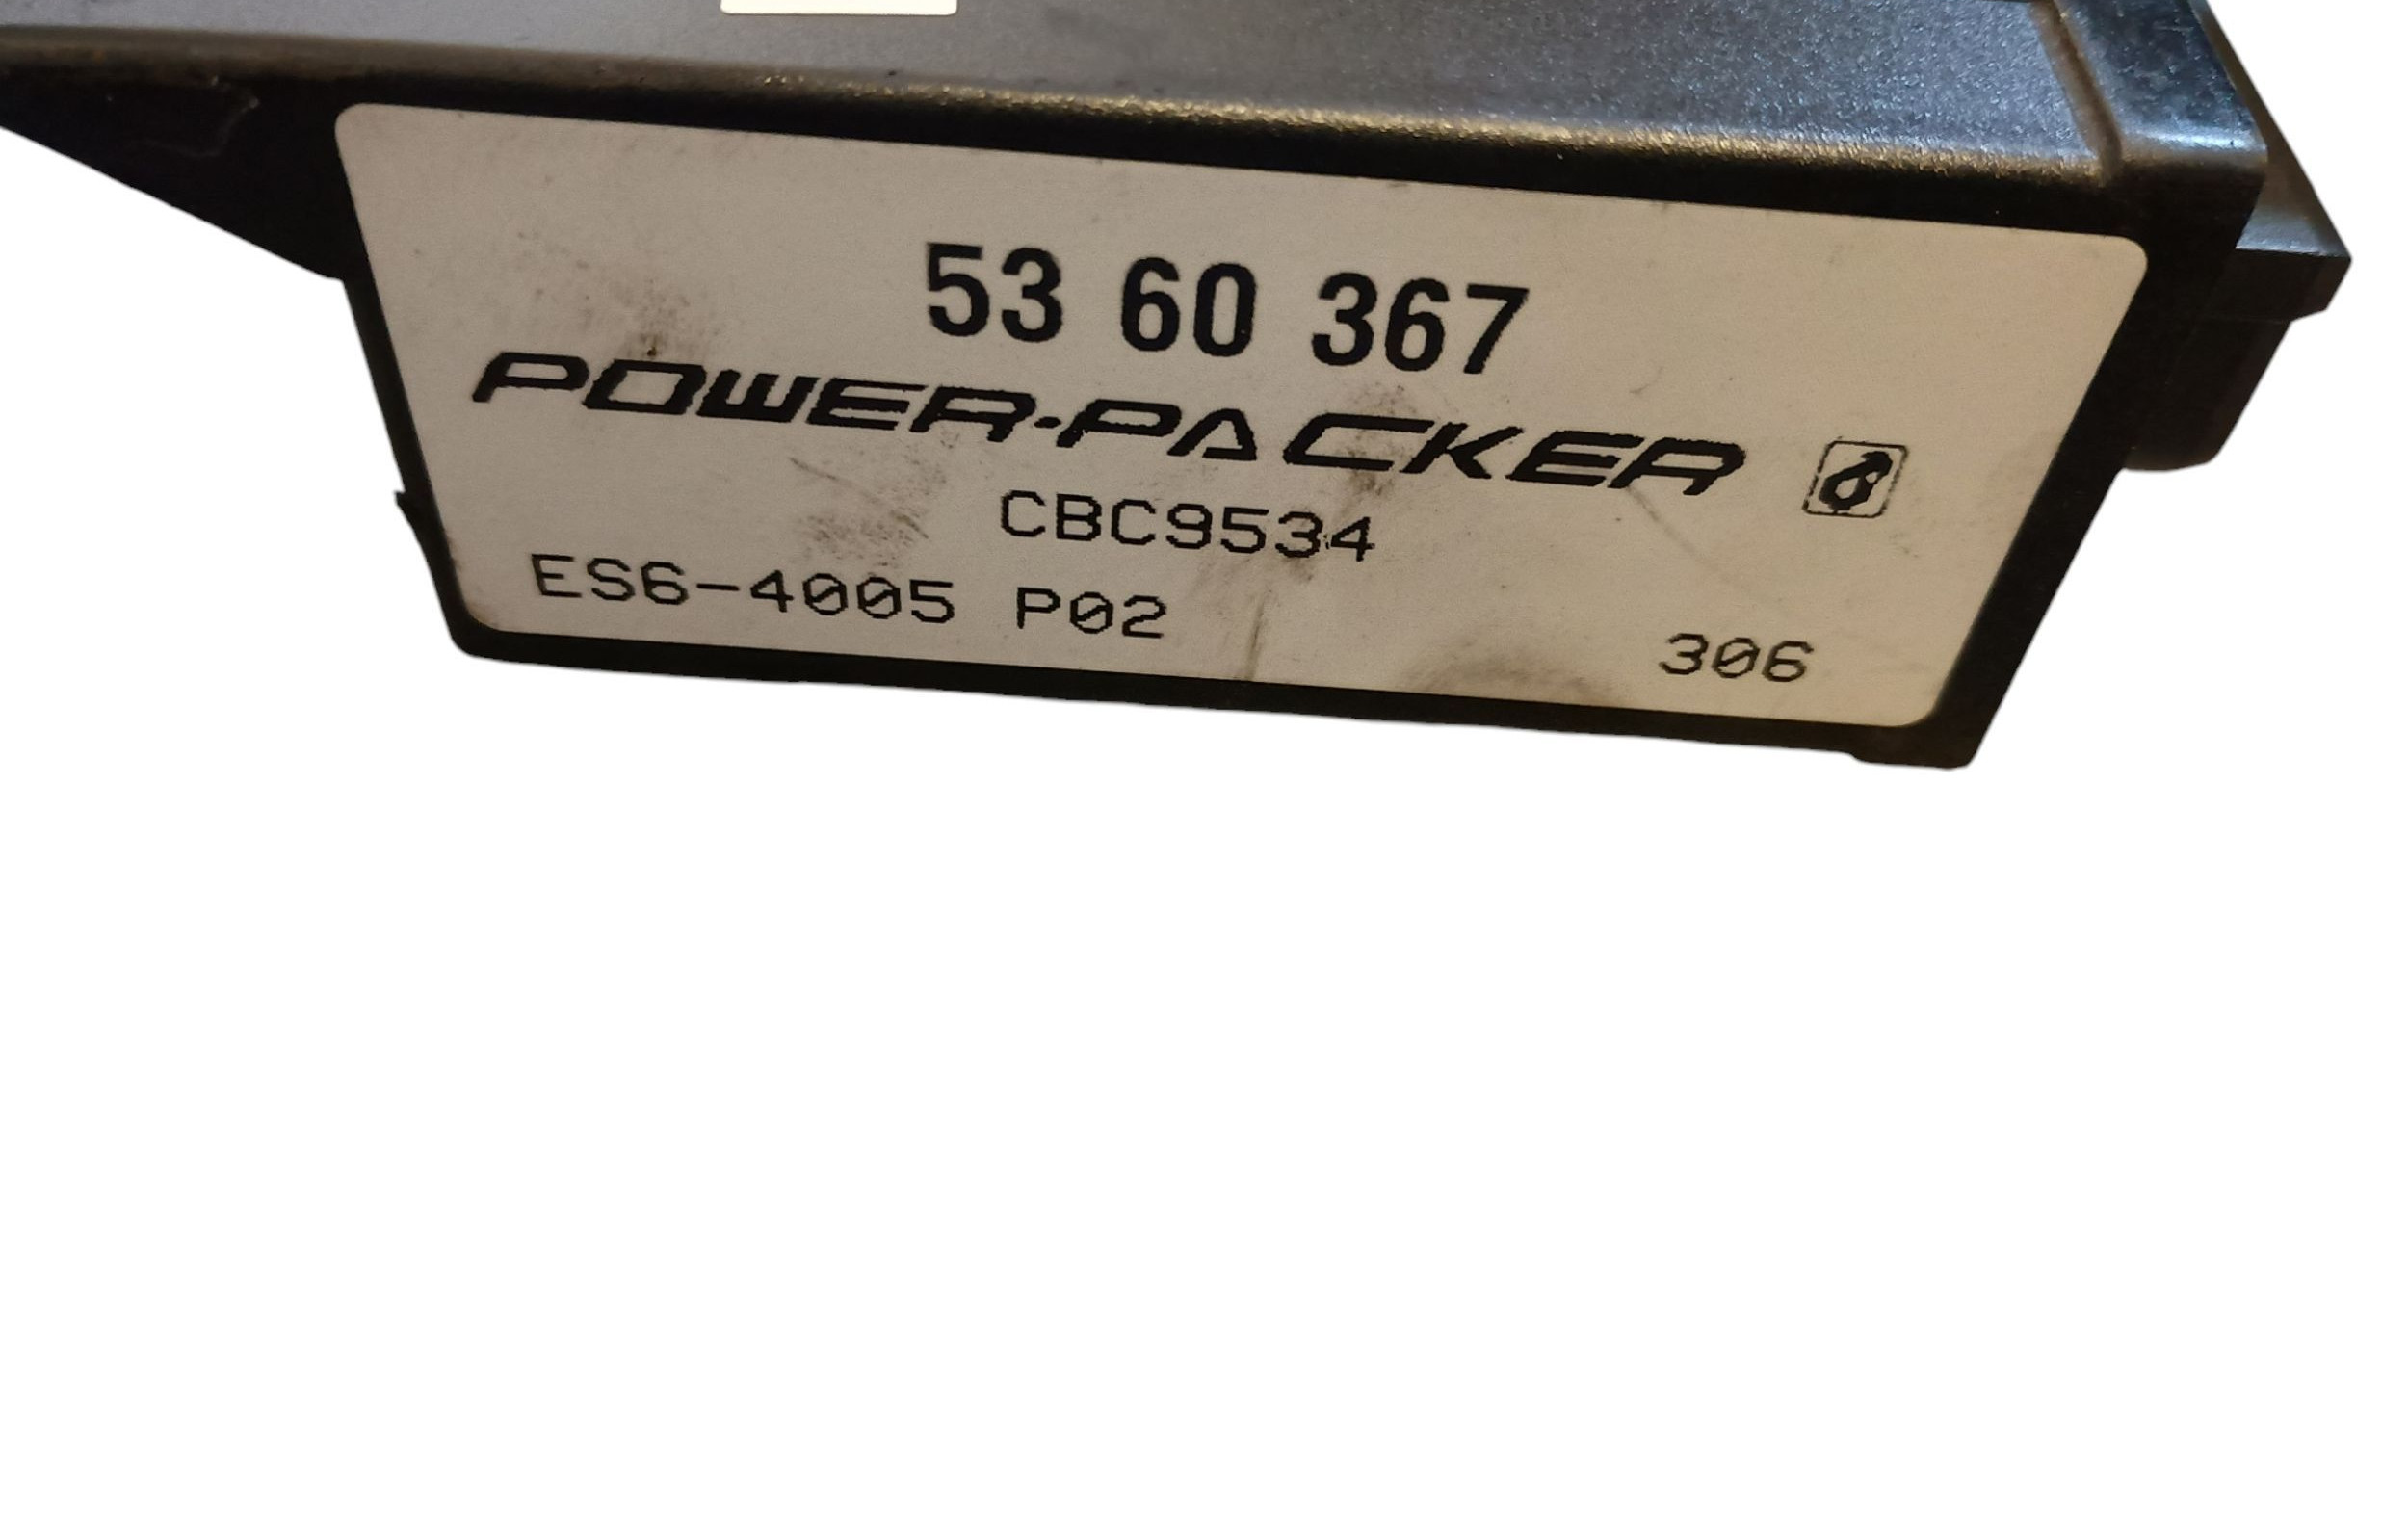 53 60 367
POWER-PACKER
CBC9534
ES6-4005 P02
306